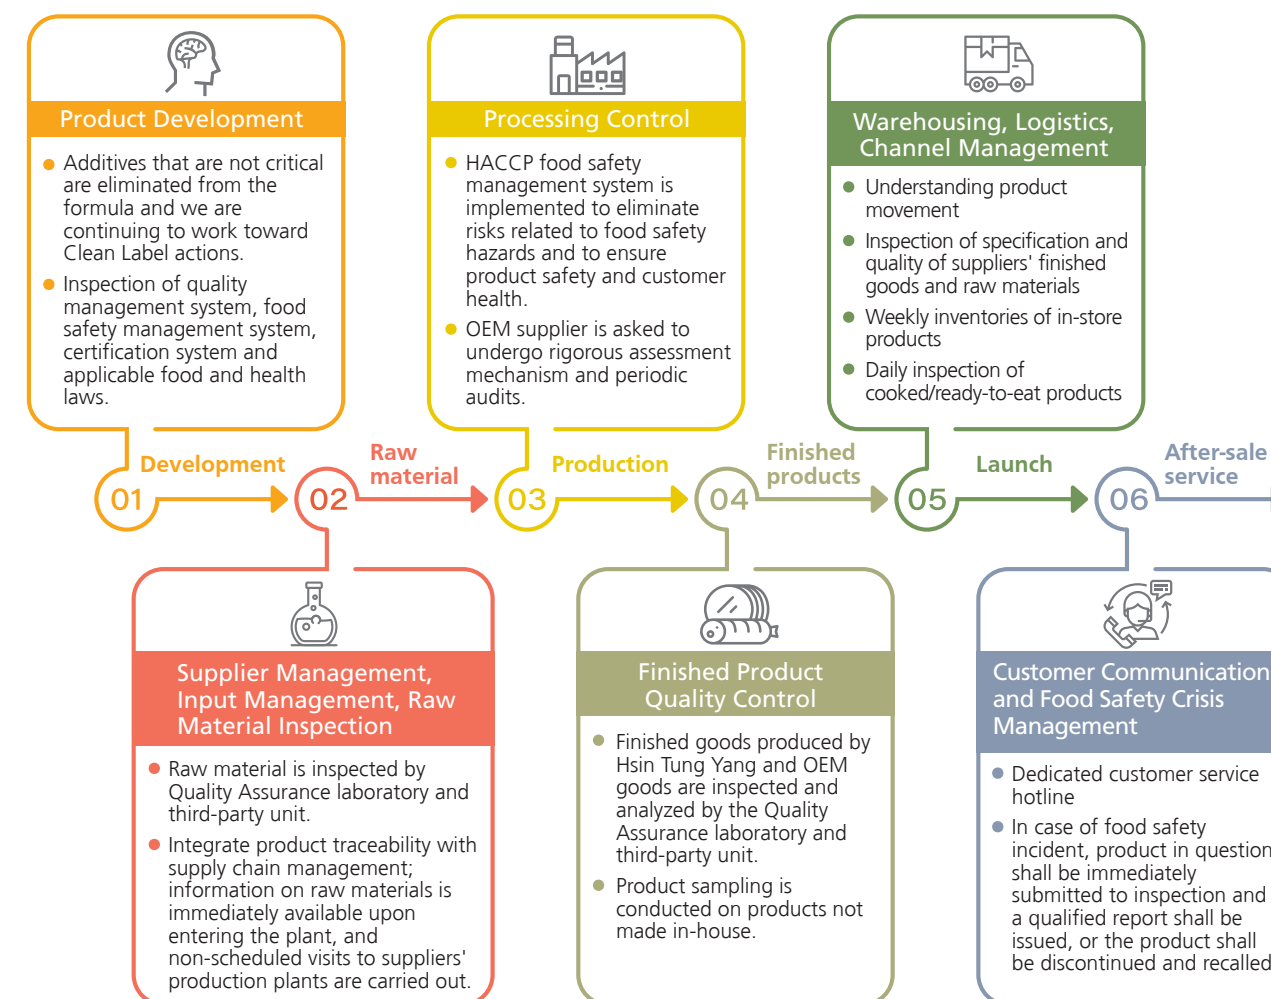 Product Development
Additives that are not critical
are eliminated from the
formula and we are
continuing to work toward
Clean Label actions.
Inspection of quality
management system, food
safety management system,
certification system and
applicable food and health
laws.
Processing Control
HACCP food safety
management system is
implemented to eliminate
risks related to food safety
hazards and to ensure
product safety and customer
health.
OEM supplier is asked to
undergo rigorous assessment
mechanism and periodic
audits.
Warehousing, Logistics,
Channel Management
Understanding product
movement
Inspection of specification and
quality of suppliers' finished
goods and raw materials
Weekly inventories of in-store
products
Daily inspection of
cooked/ready-to-eat products
01
Development
02
Raw
material
03
Production
04
Finished
products
05
Launch
06
After-sale
service
Supplier Management,
Input Management, Raw
Material Inspection
Raw material is inspected by
Quality Assurance laboratory and
third-party unit.
Integrate product traceability with
supply chain management;
information on raw materials is
immediately available upon
entering the plant, and
non-scheduled visits to suppliers'
production plants are carried out.
Finished Product
Quality Control
Finished goods produced by
Hsin Tung Yang and OEM
goods are inspected and
analyzed by the Quality
Assurance laboratory and
third-party unit.
Product sampling is
conducted on products not
made in-house.
Customer Communication
and Food Safety Crisis
Management
Dedicated customer service
hotline
In case of food safety
incident, product in question
shall be immediately
submitted to inspection and
a qualified report shall be
issued, or the product shall
be discontinued and recalled